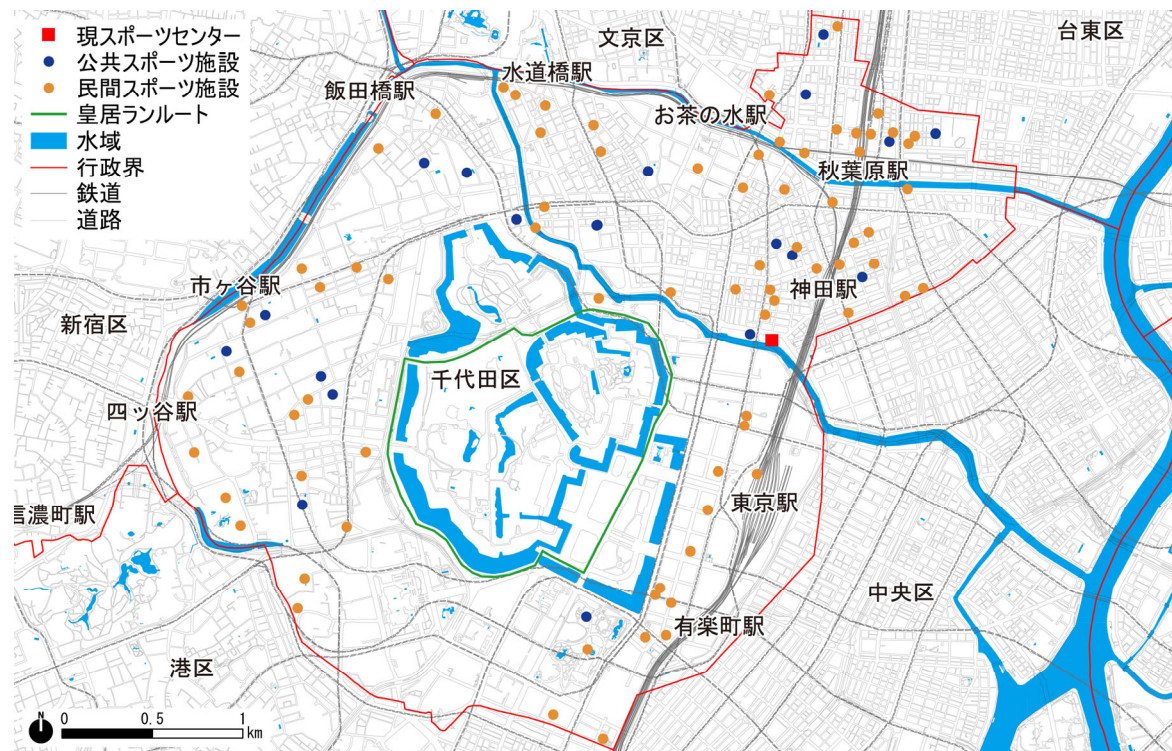 現スポーツセンター
公共スポーツ施設
民間スポーツ施設
皇居ランルート
水域
行政界
鉄道
道路
文京区
台東区
水道橋駅
飯田橋駅
お茶の水駅
秋葉原駅
市ヶ谷駅
神田駅
新宿区
千代田区
四ッ谷駅
東京駅
信濃町駅
中央区
有楽町駅
港区
N
0 0.5 1
km